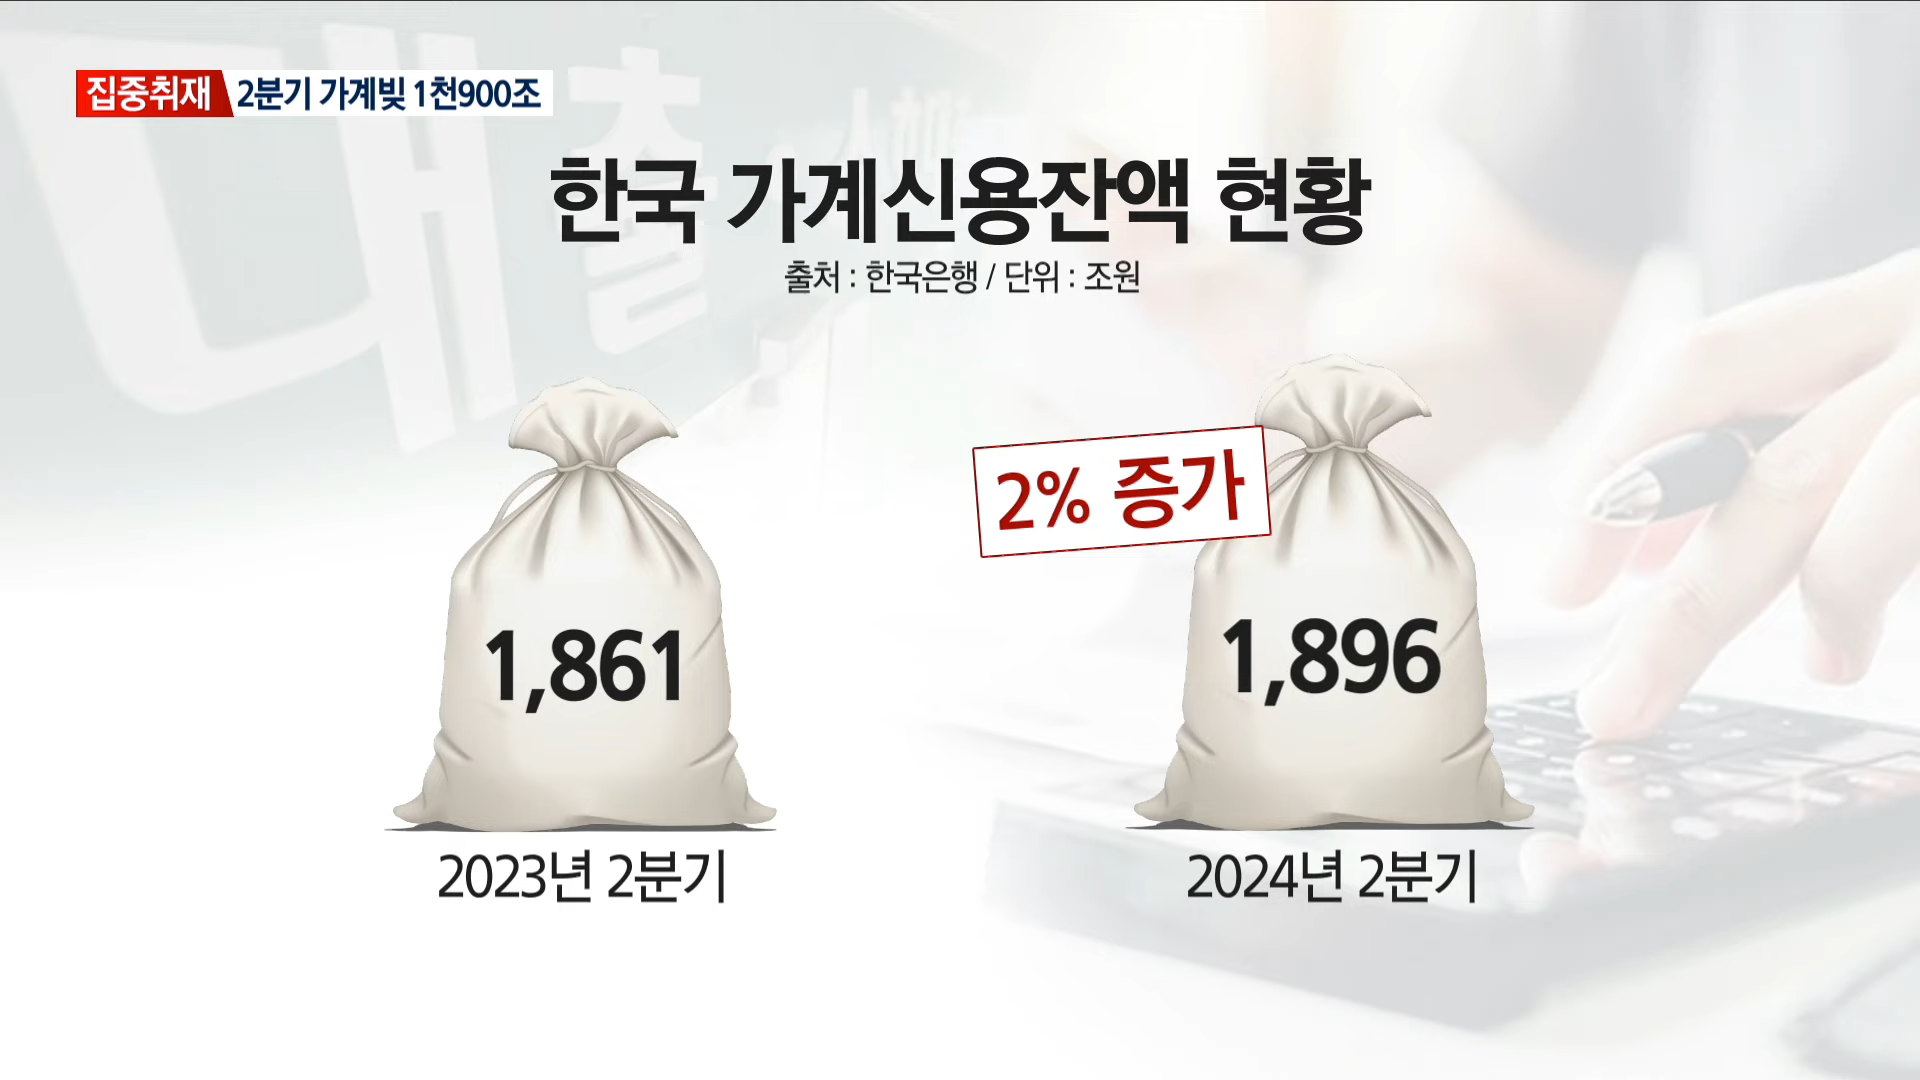 집중취재 2분기 가계빚 1천900조
대출
한국 가계신용잔액 현황
출처 : 한국은행 / 단위 : 조원
2% 증가
1,861
1,896
2023년 2분기
2024년 2분기